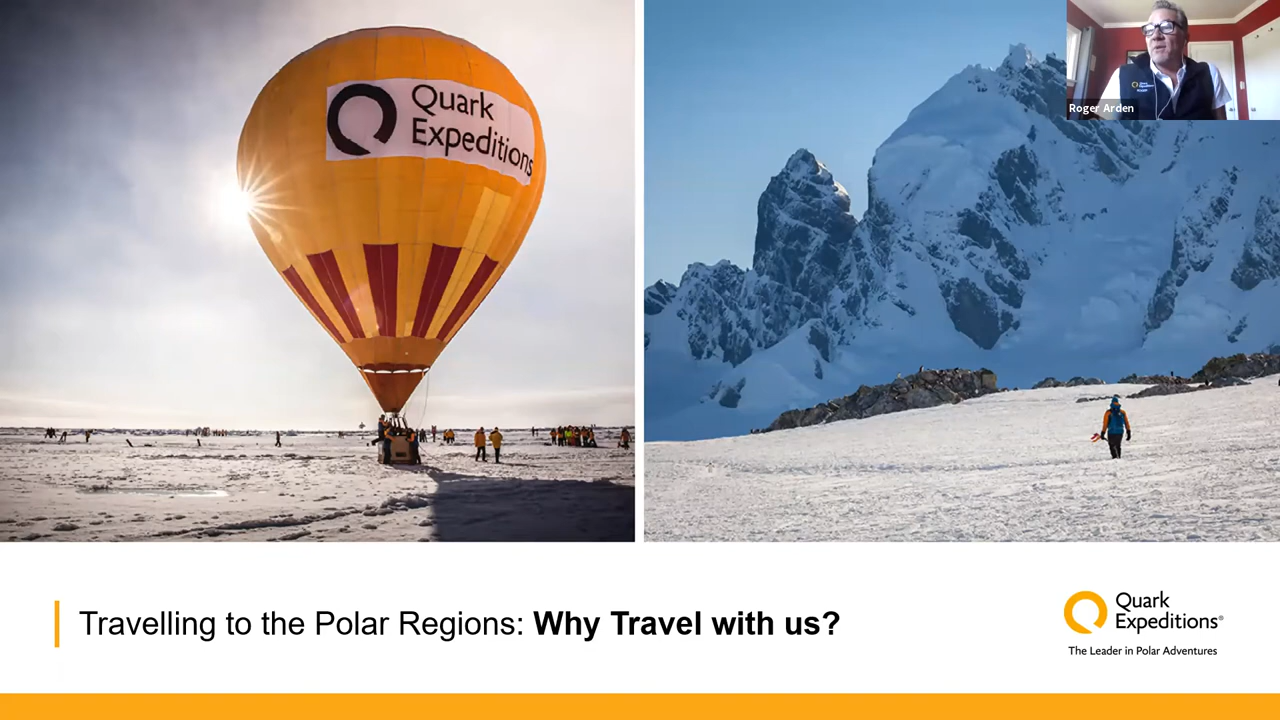 Quark
Expeditions
Roger Arden
Travelling to the Polar Regions: Why Travel with us?
Quark
Expeditions®
The Leader in Polar Adventures